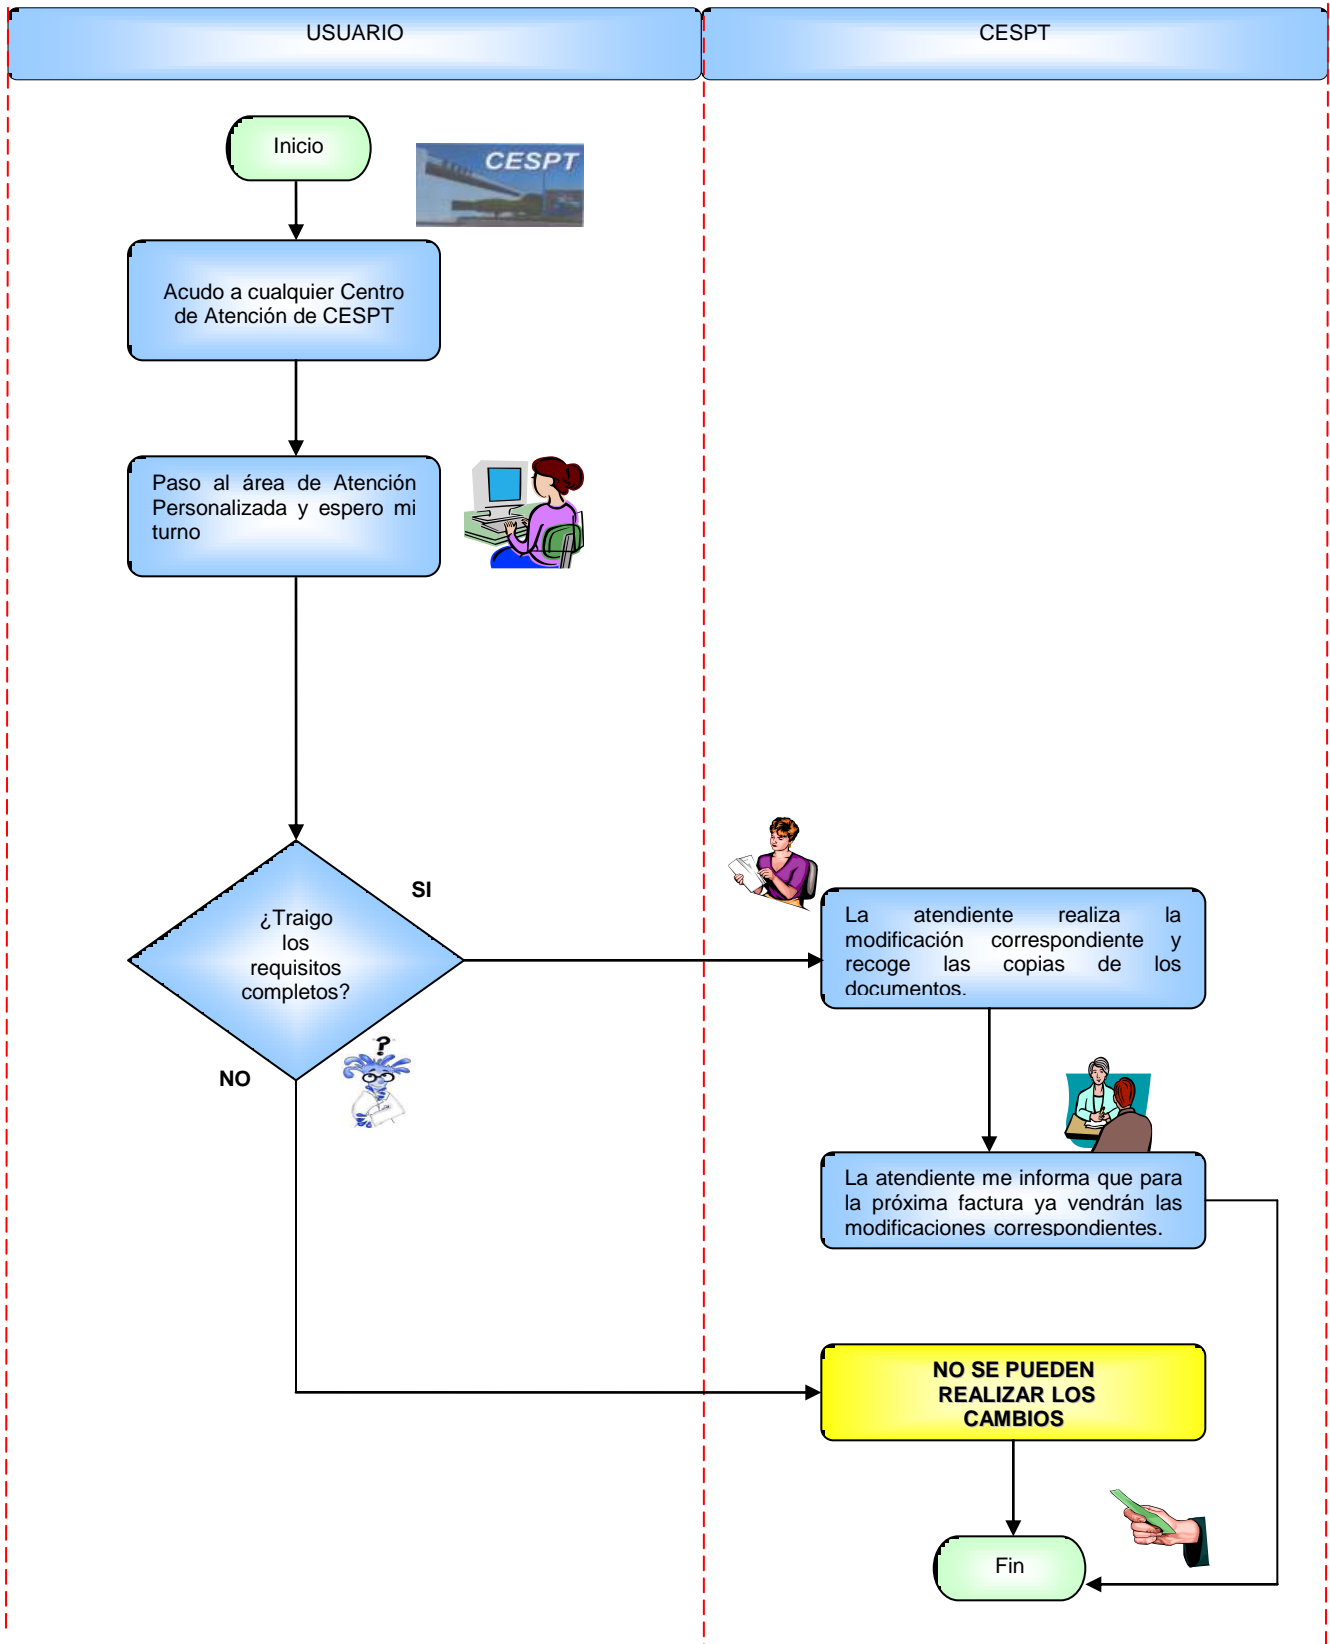 USUARIO
CESPT
Inicio
CESPT
Acudo a cualquier Centro
de Atención de CESPT
Paso al área de Atención
Personalizada y espero mi
turno
¿Traigo
los
requisitos
completos?
SI
NO
La atendiente realiza la
modificación correspondiente y
recoge las copias de los
documentos.
?
La atendiente me informa que para
la próxima factura ya vendrán las
modificaciones correspondientes.
NO SE PUEDEN
REALIZAR LOS
CAMBIOS
Fin